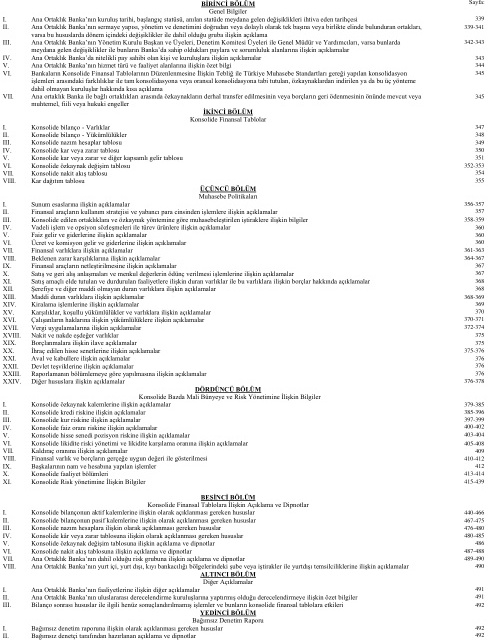 BİRİNCİ BÖLÜM
Sayfa
Genel Bilgiler
I. Ana Ortaklık Banka'nın kuruluş tarihi, başlangıç statüsü, anılan statüde meydana gelen değişiklikleri ihtiva eden tarihçesi 339
II. Ana Ortaklık Banka'nın sermaye yapısı, yönetim ve denetimini doğrudan veya dolaylı olarak tek başına veya birlikte elinde bulunduran ortakları, 339-341
varsa bu hususlarda dönem içindeki değişiklikler ile dahil olduğu gruba ilişkin açıklama
III. Ana Ortaklık Banka'nın Yönetim Kurulu Başkan ve Üyeleri, Denetim Komitesi Üyeleri ile Genel Müdür ve Yardımcıları, varsa bunlarda 342-343
meydana gelen değişiklikler ile bunların Banka'da sahip oldukları paylara ve sorumluluk alanlarına ilişkin açıklamalar
IV. Ana Ortaklık Banka'da nitelikli pay sahibi olan kişi ve kuruluşlara ilişkin açıklamalar 343
V. Ana Ortaklık Banka'nın hizmet türü ve faaliyet alanlarına ilişkin özet bilgi 344
VI. Bankaların Konsolide Finansal Tablolarının Düzenlenmesine İlişkin Tebliğ ile Türkiye Muhasebe Standartları gereği yapılan konsolidasyon 345
işlemleri arasındaki farklılıklar ile tam konsolidasyona veya oransal konsolidasyona tabi tutulan, özkaynaklardan indirilen ya da bu üç yönteme
dahil olmayan kuruluşlar hakkında kısa açıklama
VII. Ana ortaklık Banka ile bağlı ortaklıkları arasında özkaynakların derhal transfer edilmesinin veya borçların geri ödenmesinin önünde mevcut veya 345
muhtemel, fiili veya hukuki engeller
İKİNCİ BÖLÜM
Konsolide Finansal Tablolar
I. Konsolide bilanço - Varlıklar 347
II. Konsolide bilanço - Yükümlülükler 348
III. Konsolide nazım hesaplar tablosu 349
IV. Konsolide kar veya zarar tablosu 350
V. Konsolide kar veya zarar ve diğer kapsamlı gelir tablosu 351
VI. Konsolide özkaynak değişim tablosu 352-353
VII. Konsolide nakit akış tablosu 354
VIII. Kar dağıtım tablosu 355
ÜÇÜNCÜ BÖLÜM
Muhasebe Politikaları
I. Sunum esaslarına ilişkin açıklamalar 356-357
II. Finansal araçların kullanım stratejisi ve yabancı para cinsinden işlemlere ilişkin açıklamalar 357
III. Konsolide edilen ortaklıklara ve özkaynak yöntemine göre muhasebeleştirilen iştiraklere ilişkin bilgiler 358-359
IV. Vadeli işlem ve opsiyon sözleşmeleri ile türev ürünlere ilişkin açıklamalar 360
V. Faiz gelir ve giderlerine ilişkin açıklamalar 360
VI. Ücret ve komisyon gelir ve giderlerine ilişkin açıklamalar 360
VII. Finansal varlıklara ilişkin açıklamalar 361-363
VIII. Beklenen zarar karşılıklarına ilişkin açıklamalar 364-367
IX. Finansal araçların netleştirilmesine ilişkin açıklamalar 367
X. Satış ve geri alış anlaşmaları ve menkul değerlerin ödünç verilmesi işlemlerine ilişkin açıklamalar 367
XI. Satış amaçlı elde tutulan ve durdurulan faaliyetlere ilişkin duran varlıklar ile bu varlıklara ilişkin borçlar hakkında açıklamalar 368
XII. Şerefiye ve diğer maddi olmayan duran varlıklara ilişkin açıklamalar 368
XIII. Maddi duran varlıklara ilişkin açıklamalar 368-369
XIV. Kiralama işlemlerine ilişkin açıklamalar 369
XV. Karşılıklar, koşullu yükümlülükler ve varlıklara ilişkin açıklamalar 370
XVI. Çalışanların haklarına ilişkin yükümlülüklere ilişkin açıklamalar 370-371
XVII. Vergi uygulamalarına ilişkin açıklamalar 372-374
XVIII. Nakit ve nakde eşdeğer varlıklar 375
XIX. Borçlanmalara ilişkin ilave açıklamalar 375
XX. İhraç edilen hisse senetlerine ilişkin açıklamalar 375-376
XXI. Aval ve kabullere ilişkin açıklamalar 376
XXII. Devlet teşviklerine ilişkin açıklamalar 376
XXIII. Raporlamanın bölümlemeye göre yapılmasına ilişkin açıklamalar 376
XXIV. Diğer hususlara ilişkin açıklamalar 376-378
DÖRDÜNCÜ BÖLÜM
Konsolide Bazda Mali Bünyeye ve Risk Yönetimine İlişkin Bilgiler
I. Konsolide özkaynak kalemlerine ilişkin açıklamalar 379-385
II. Konsolide kredi riskine ilişkin açıklamalar 385-396
III. Konsolide kur riskine ilişkin açıklamalar 397-399
IV. Konsolide faiz oranı riskine ilişkin açıklamalar 400-402
V. Konsolide hisse senedi pozisyon riskine ilişkin açıklamalar 403-404
VI. Konsolide likidite riski yönetimi ve likidite karşılama oranına ilişkin açıklamalar 405-408
VII. Kaldıraç oranına ilişkin açıklamalar 409
VIII. Finansal varlık ve borçların gerçeğe uygun değeri ile gösterilmesi 410-412
IX. Başkalarının nam ve hesabına yapılan işlemler 412
X. Konsolide faaliyet bölümleri 413-414
XI. Konsolide Risk yönetimine İlişkin Bilgiler 415-439
BEŞİNCİ BÖLÜM
Konsolide Finansal Tablolara İlişkin Açıklama ve Dipnotlar
I. Konsolide bilançonun aktif kalemlerine ilişkin olarak açıklanması gereken hususlar 440-466
II. Konsolide bilançonun pasif kalemlerine ilişkin olarak açıklanması gereken hususlar 467-475
III. Konsolide nazım hesaplara ilişkin olarak açıklanması gereken hususlar 476-480
IV. Konsolide kâr veya zarar tablosuna ilişkin olarak açıklanması gereken hususlar 480-485
V. Konsolide özkaynak değişim tablosuna ilişkin açıklama ve dipnotlar 486
VI. Konsolide nakit akış tablosuna ilişkin açıklama ve dipnotlar 487-488
VII. Ana Ortaklık Banka'nın dahil olduğu risk grubuna ilişkin açıklama ve dipnotlar 489-490
VIII. Ana Ortaklık Banka'nın yurt içi, yurt dışı, kıyı bankacılığı bölgelerindeki şube veya iştirakler ile yurtdışı temsilciliklerine ilişkin açıklamalar 490
ALTINCI BÖLÜM
Diğer Açıklamalar
I. Ana Ortaklık Banka'nın faaliyetlerine ilişkin diğer açıklamalar 491
II. Ana Ortaklık Banka'nın uluslararası derecelendirme kuruluşlarına yaptırmış olduğu derecelendirmeye ilişkin özet bilgiler 491
III. Bilanço sonrası hususlar ile ilgili henüz sonuçlandırılmamış işlemler ve bunların konsolide finansal tablolara etkileri 492
YEDİNCİ BÖLÜM
Bağımsız Denetim Raporu
I. Bağımsız denetim raporuna ilişkin olarak açıklanması gereken hususlar 492
II. Bağımsız denetçi tarafından hazırlanan açıklama ve dipnotlar 492